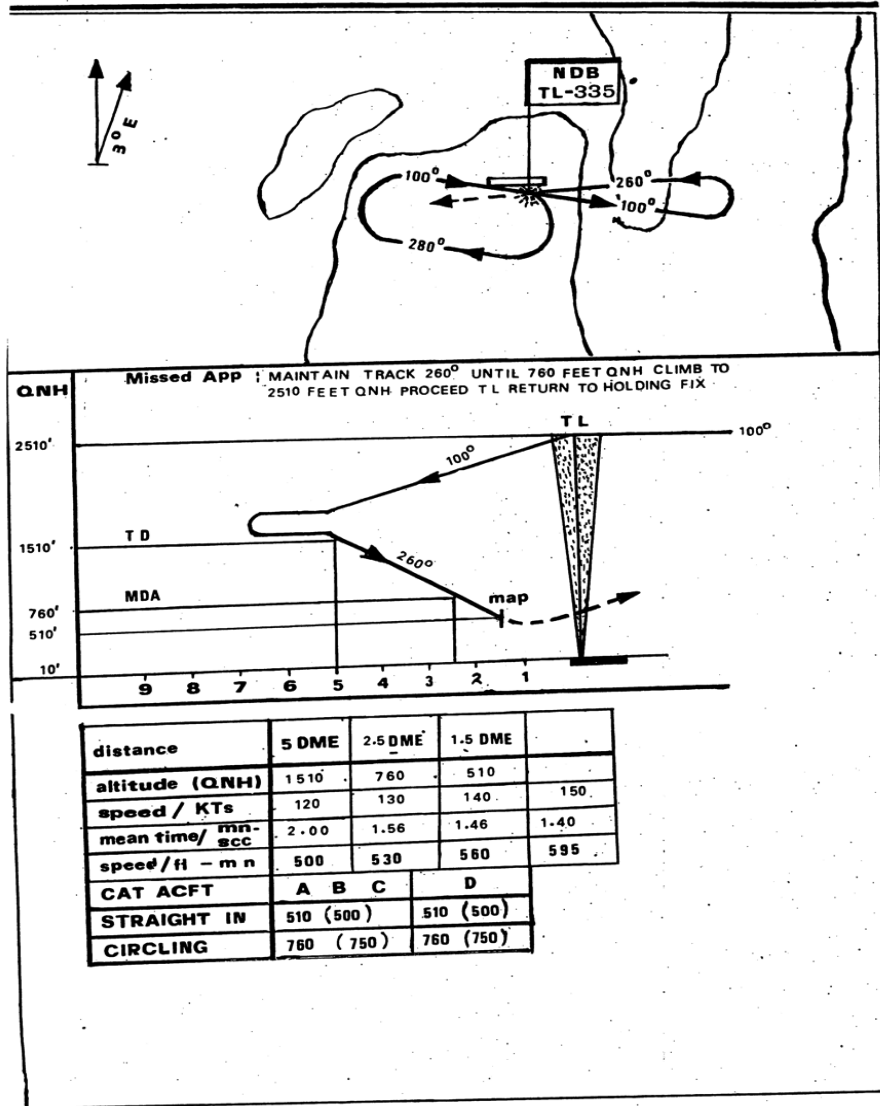 NDB
TL-335
3° E
100°
260°
100°
280°
Missed App : MAINTAIN TRACK 260° UNTIL 760 FEET QNH CLIMB TO
2510 FEET QNH PROCEED TL RETURN TO HOLDING FIX
QNH
TL
2510'
100°
100°
TD
1510'
260°
MDA
map
760'
510'
10'
9 8 7 6 5 4 3 2 1
distance 5 DME 2.5 DME 1.5 DME
altitude (QNH) 1510 760 510
speed / KTs 120 130 140 150
mean time/ mn-scc 2.00 1.56 1.46 1.40
speed/fl - mn 500 530 560 595
CAT ACFT A B C D
STRAIGHT IN 510 (500) 510 (500)
CIRCLING 760 (750) 760 (750)